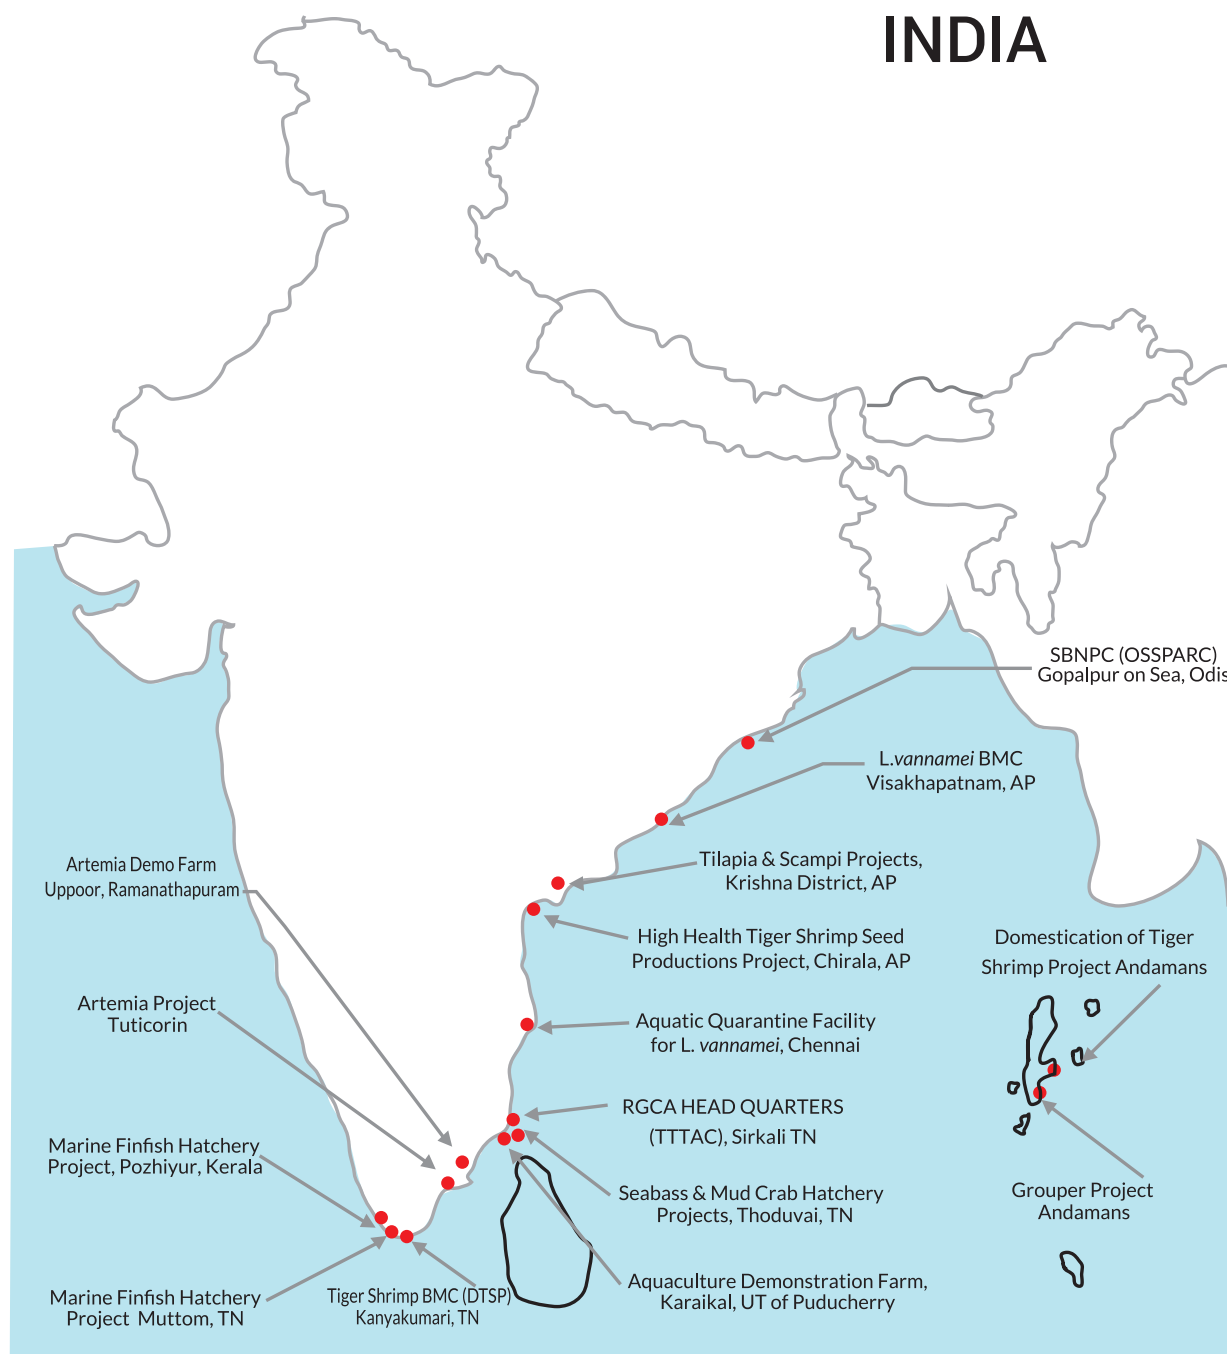 INDIA
SBNPC (OSSPARC)
Gopalpur on Sea, Odis
L.vannamei BMC
Visakhapatnam, AP
Tilapia & Scampi Projects,
Krishna District, AP
High Health Tiger Shrimp Seed
Productions Project, Chirala, AP
Aquatic Quarantine Facility
for L. vannamei, Chennai
RGCA HEAD QUARTERS
(TTTAC), Sirkali TN
Seabass & Mud Crab Hatchery
Projects, Thoduvai, TN
Aquaculture Demonstration Farm,
Karaikal, UT of Puducherry
Domestication of Tiger
Shrimp Project Andamans
Grouper Project
Andamans
Artemia Demo Farm
Uppoor, Ramanathapuram
Artemia Project
Tuticorin
Marine Finfish Hatchery
Project, Pozhiyur, Kerala
Marine Finfish Hatchery
Project Muttom, TN
Tiger Shrimp BMC (DTSP)
Kanyakumari, TN